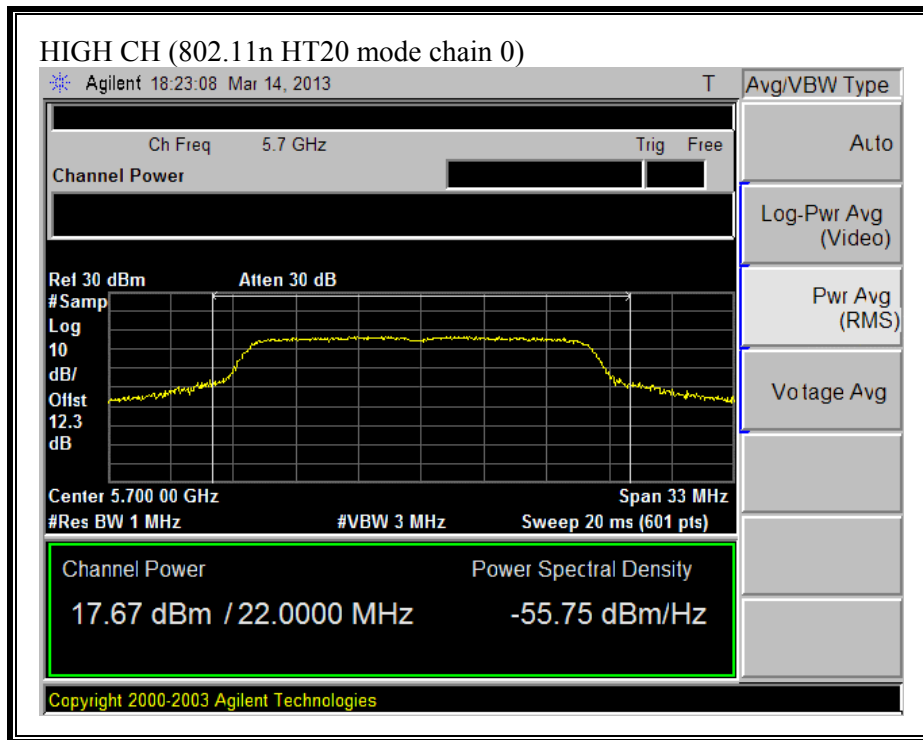 HIGH CH (802.11n HT20 mode chain 0)
Agilent 18:23:08 Mar 14, 2013 T
Avg/VBW Type
Ch Freq 5.7 GHz Trig Free
Channel Power
Auto
Log-Pwr Avg
(Video)
Pwr Avg
(RMS)
Votage Avg
Ref 30 dBm Atten 30 dB
#Samp
Log
10
dB/
Offst
12.3
dB
Center 5.700 00 GHz Span 33 MHz
#Res BW 1 MHz #VBW 3 MHz Sweep 20 ms (601 pts)
Channel Power Power Spectral Density
17.67 dBm / 22.0000 MHz -55.75 dBm/Hz
Copyright 2000-2003 Agilent Technologies